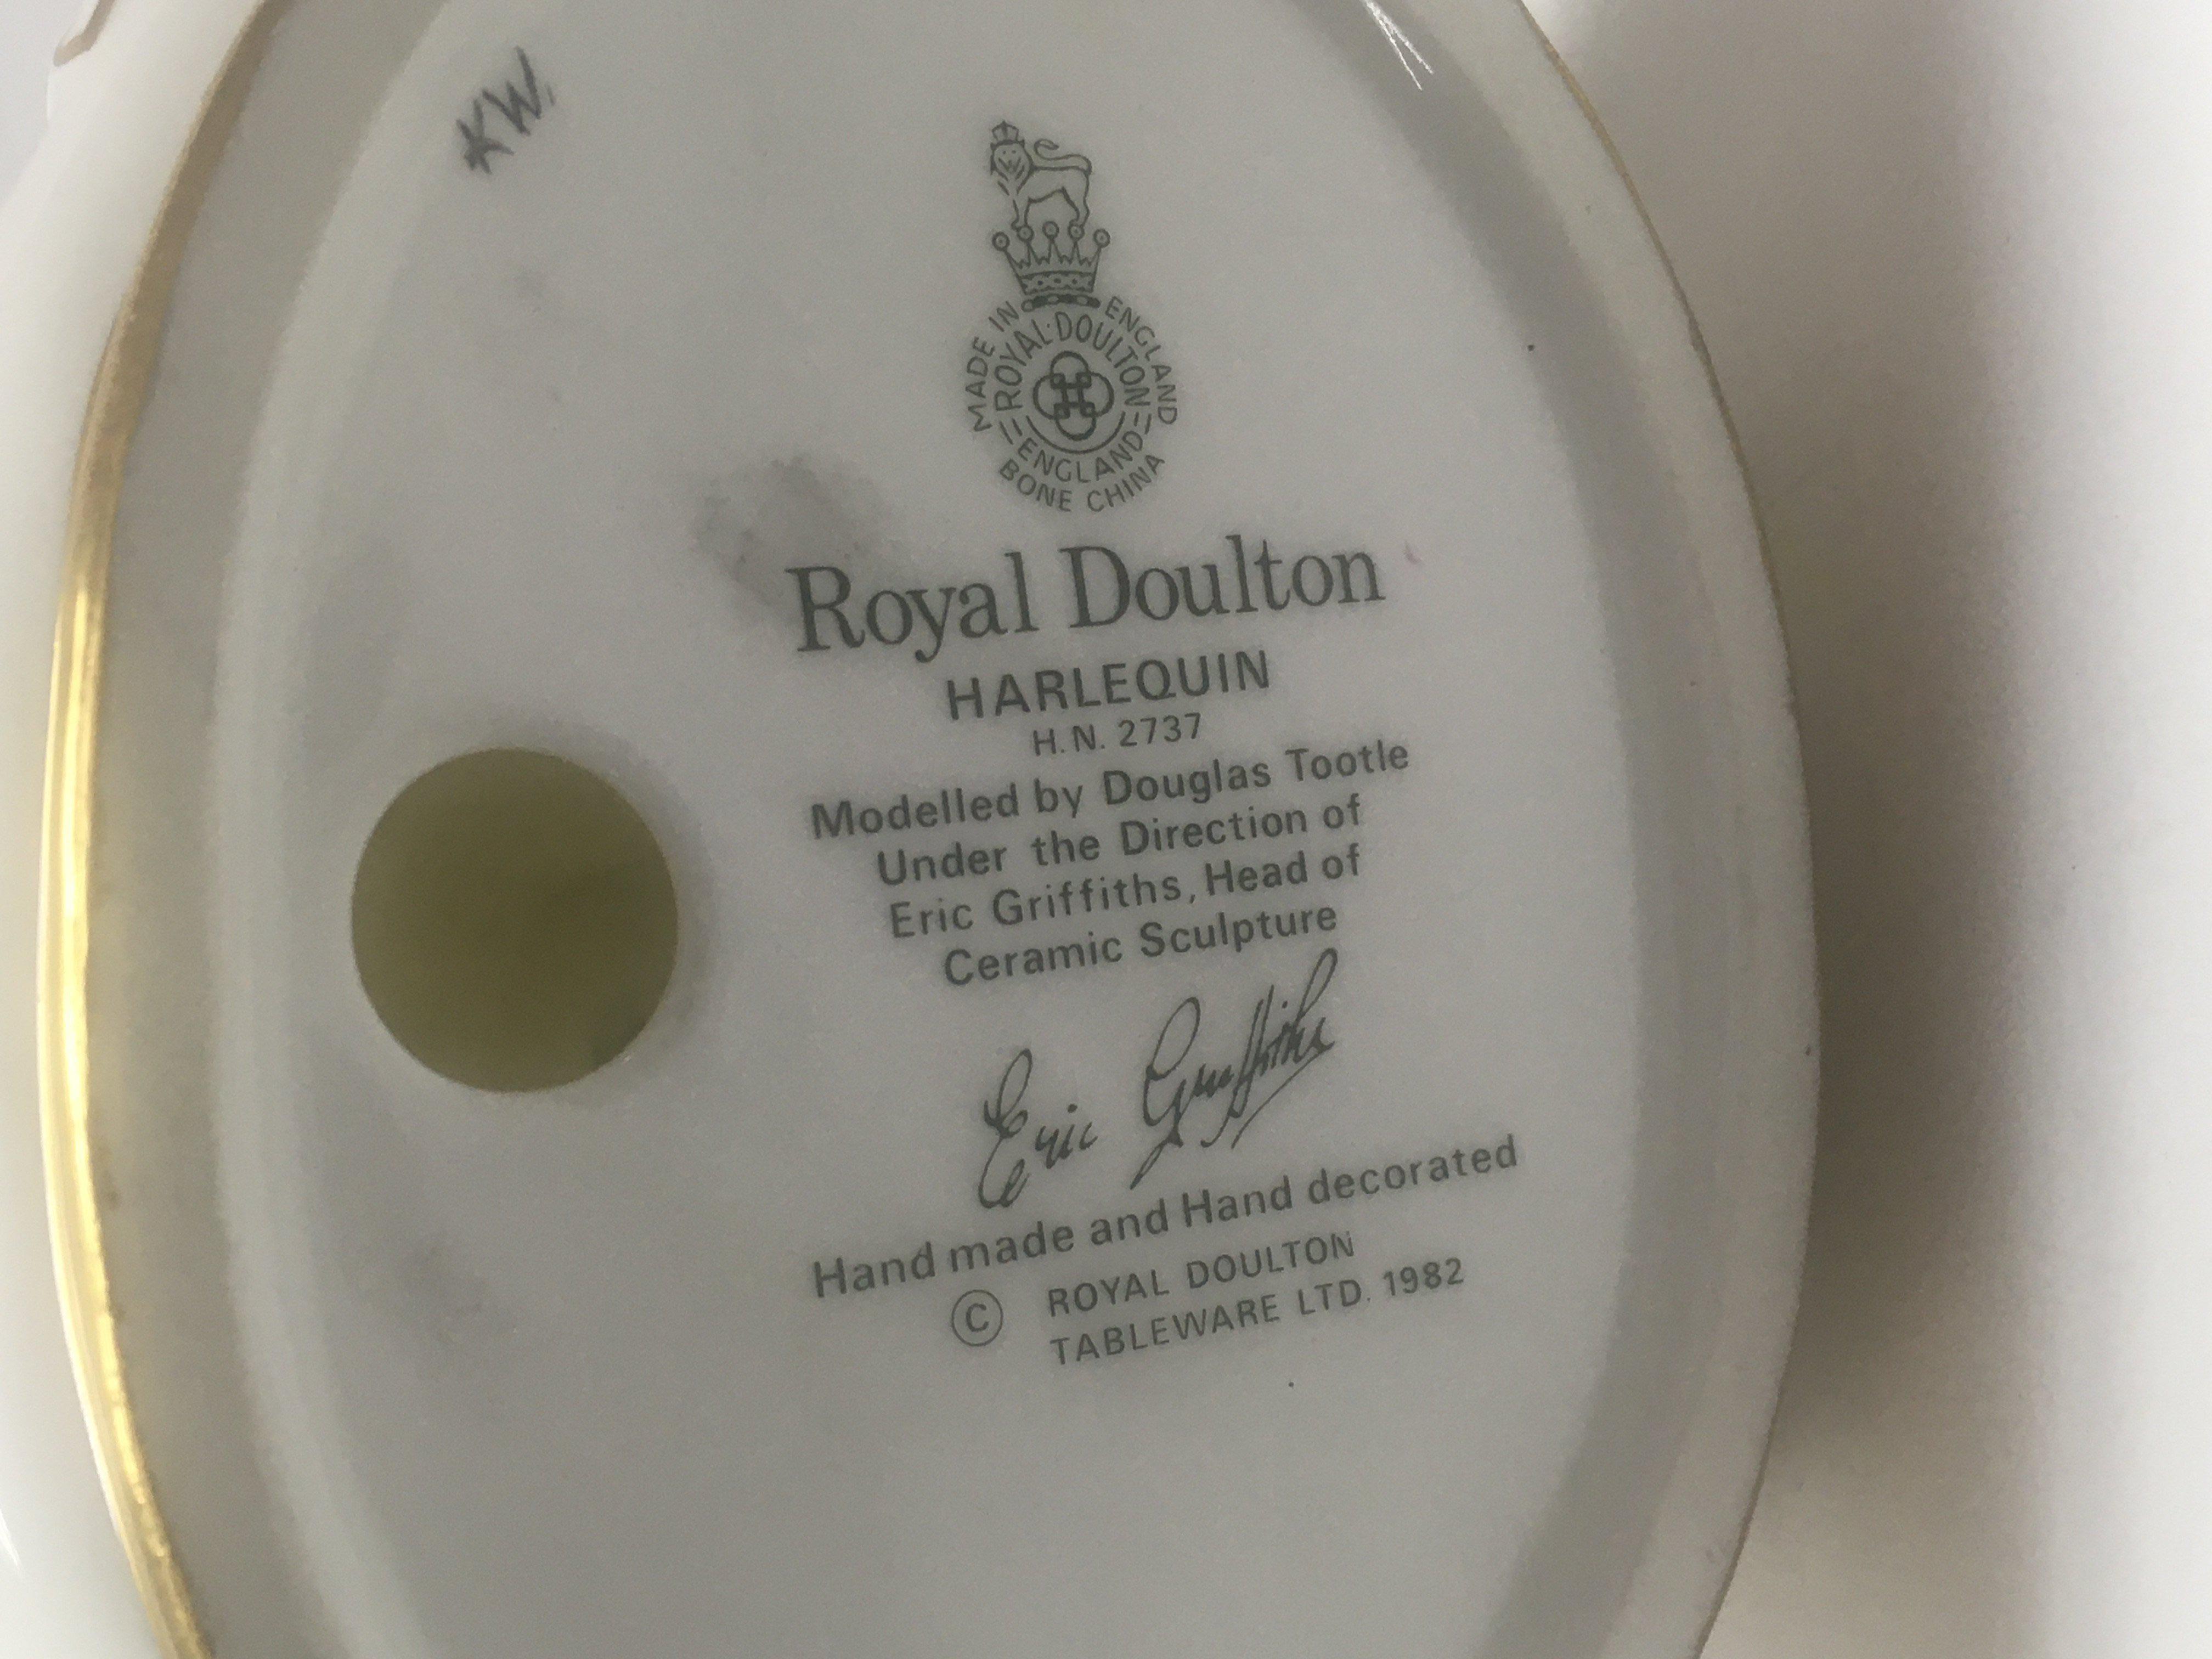 KW.
MADE IN ENGLAND
ROYAL·DOULTON
ENGLAND
BONE CHINA
Royal Doulton
HARLEQUIN
H.N. 2737
Modelled by Douglas Tootle
Under the Direction of
Eric Griffiths, Head of
Ceramic Sculpture
Eric Griffiths
Hand made and Hand decorated
© ROYAL DOULTON
TABLEWARE LTD. 1982